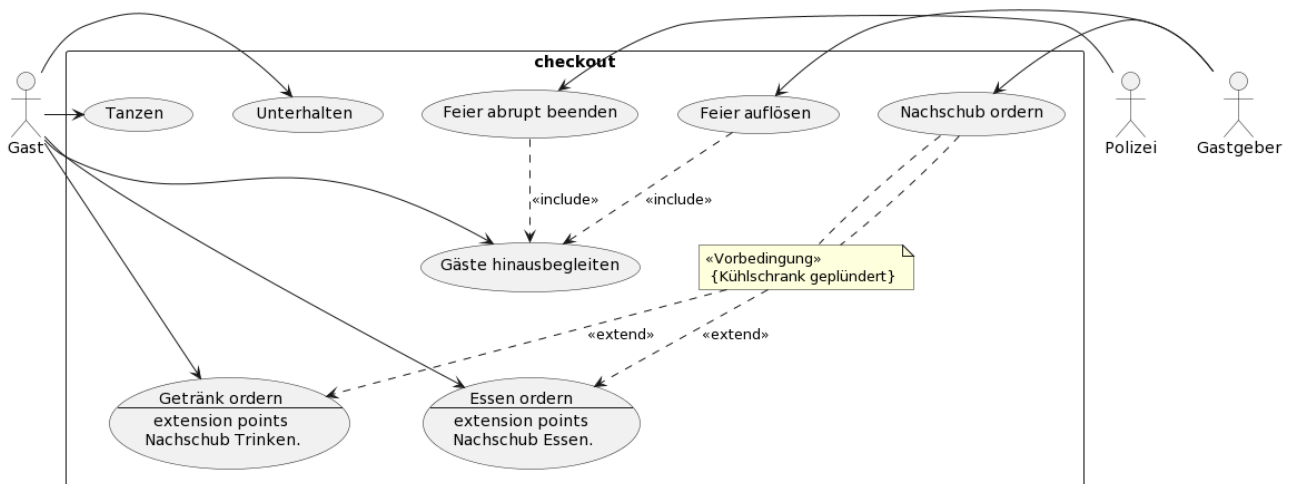 checkout
Tanzen
Unterhalten
Feier abrupt beenden
Feier auflösen
Nachschub ordern
Gast
Polizei
Gastgeber
«include»
«include»
Gäste hinausbegleiten
«Vorbedingung»
{Kühlschrank geplündert}
«extend»
«extend»
Getränk ordern
extension points
Nachschub Trinken.
Essen ordern
extension points
Nachschub Essen.